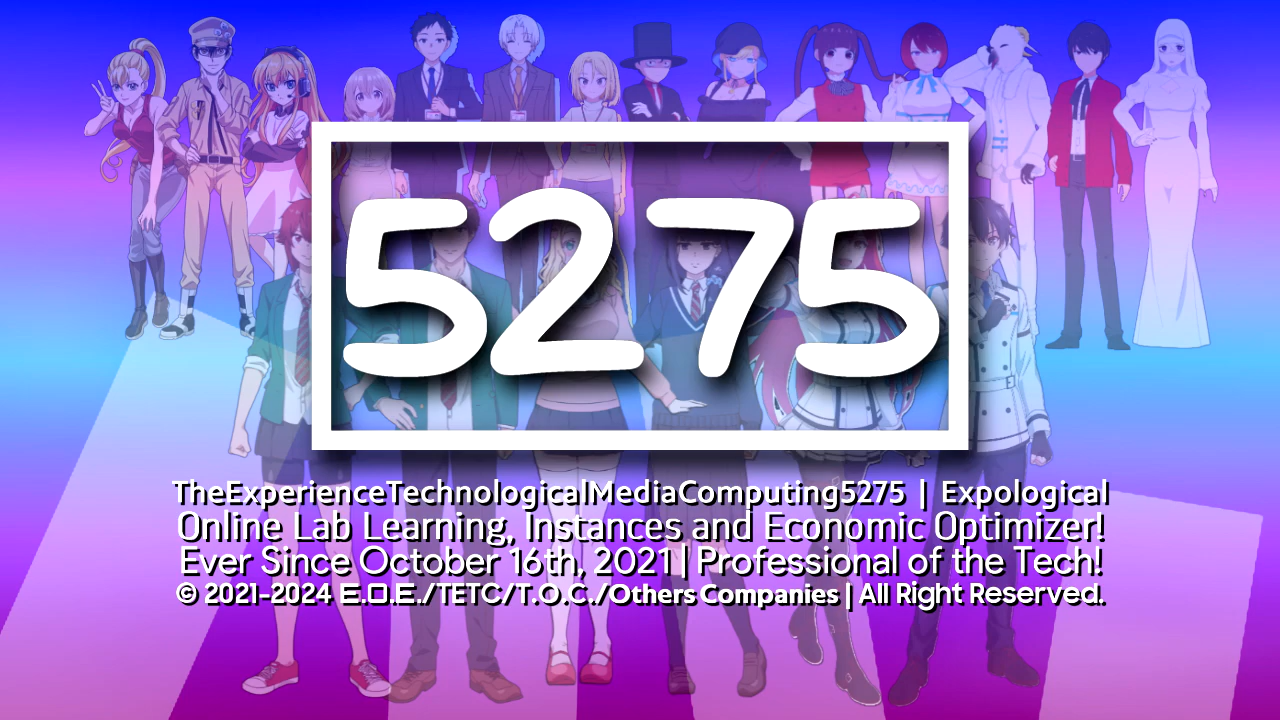 5275
TheExperienceTechnologicalMediaComputing5275 | Expological
Online Lab Learning, Instances and Economic Optimizer!
Ever Since October 16th, 2021 | Professional of the Tech!
© 2021-2024 E.O.E./TETC/T.O.C./Others Companies | All Right Reserved.